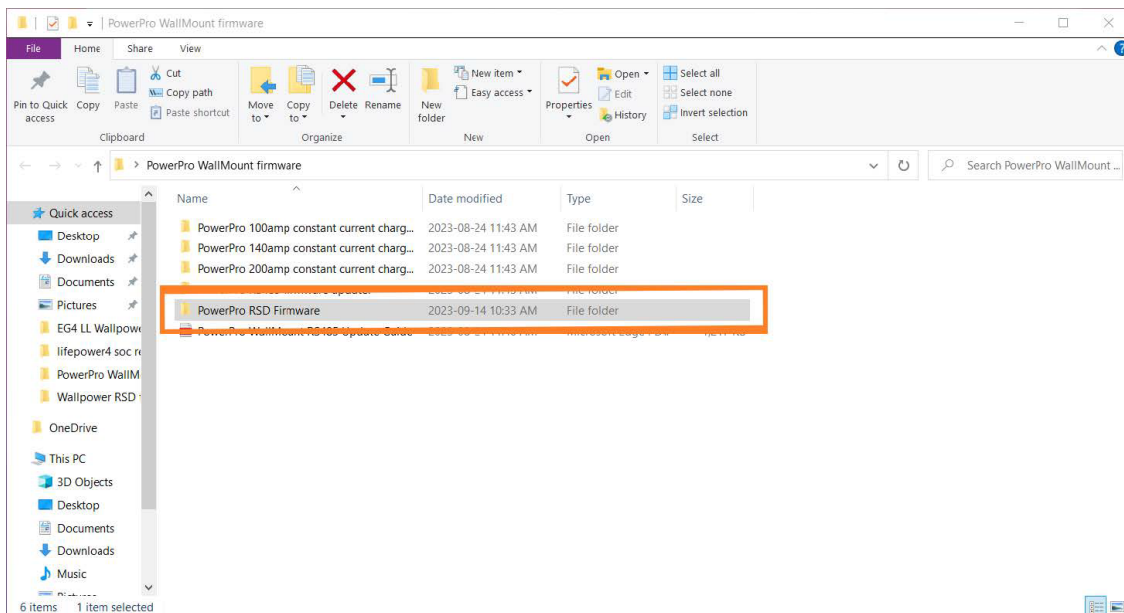 PowerPro WallMount firmware
File Home Share View
Pin to Quick access
Copy
Paste
Cut
Copy path
Paste shortcut
Clipboard
Move to
Copy to
Delete
Rename
Organize
New folder
New item
Easy access
New
Properties
Open
Edit
History
Open
Select all
Select none
Invert selection
Select
PowerPro WallMount firmware
Search PowerPro WallMount ...
Name Date modified Type Size
Quick access
Desktop
Downloads
Documents
Pictures
EG4 LL Wallpowe
lifepower4 soc re
PowerPro WallM
Wallpower RSD
OneDrive
This PC
3D Objects
Desktop
Documents
Downloads
Music
PowerPro 100amp constant current charg... 2023-08-24 11:43 AM File folder
PowerPro 140amp constant current charg... 2023-08-24 11:43 AM File folder
PowerPro 200amp constant current charg... 2023-08-24 11:43 AM File folder
PowerPro RSD Firmware 2023-09-14 10:33 AM File folder
PowerPro WallMount RS485 Update Guide
6 items 1 item selected